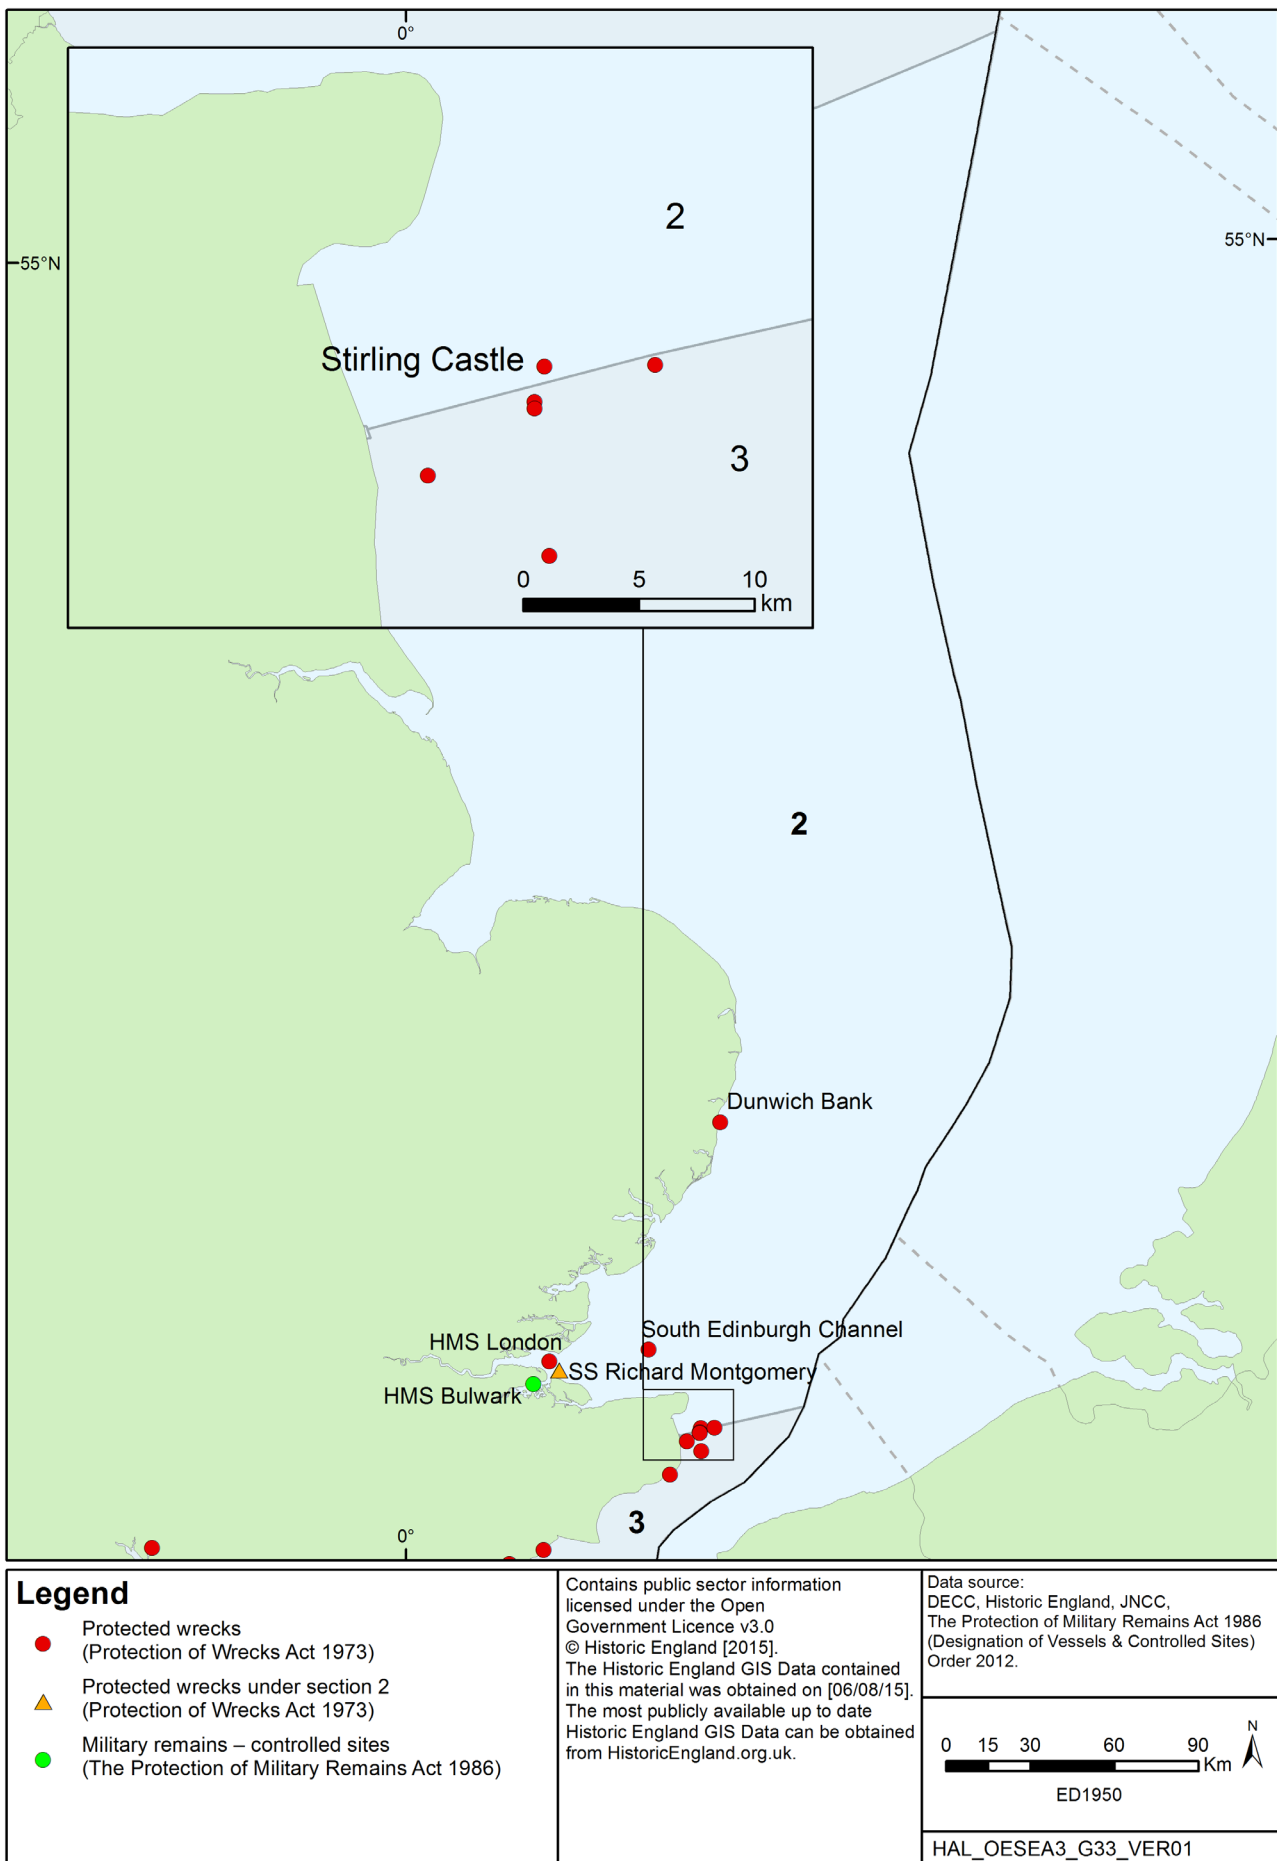 0°
55°N
55°N
2
Stirling Castle
3
0 5 10
km
2
Dunwich Bank
South Edinburgh Channel
HMS London
SS Richard Montgomery
HMS Bulwark
3
0°
Legend
Protected wrecks
(Protection of Wrecks Act 1973)
Protected wrecks under section 2
(Protection of Wrecks Act 1973)
Military remains – controlled sites
(The Protection of Military Remains Act 1986)
Contains public sector information
licensed under the Open
Government Licence v3.0
© Historic England [2015].
The Historic England GIS Data contained
in this material was obtained on [06/08/15].
The most publicly available up to date
Historic England GIS Data can be obtained
from HistoricEngland.org.uk.
Data source:
DECC, Historic England, JNCC,
The Protection of Military Remains Act 1986
(Designation of Vessels & Controlled Sites)
Order 2012.
N
0 15 30 60 90
Km
ED1950
HAL_OESEA3_G33_VER01